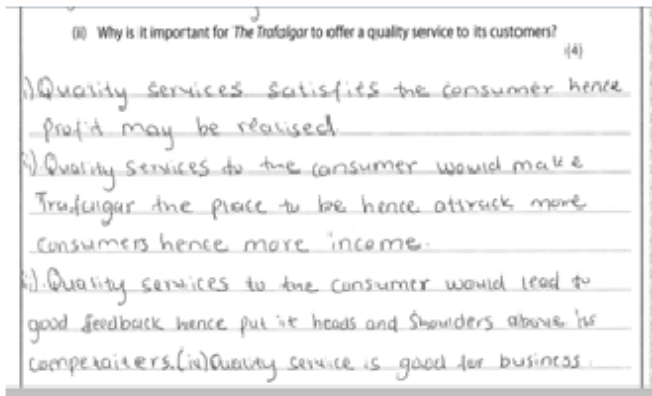 (ii) Why is it important for The Trafalgar to offer a quality service to its customers?
(4)
i) Quality services satisfies the consumer hence
profit may be realised
ii). Quality services to the consumer would make
Trafulgar the place to be hence attrack more
consumers hence more income.
iii). Quality services to the consumer would lead to
good feedback hence put it heads and shoulders above its
competaiters. (iv) Quality service is good for business.